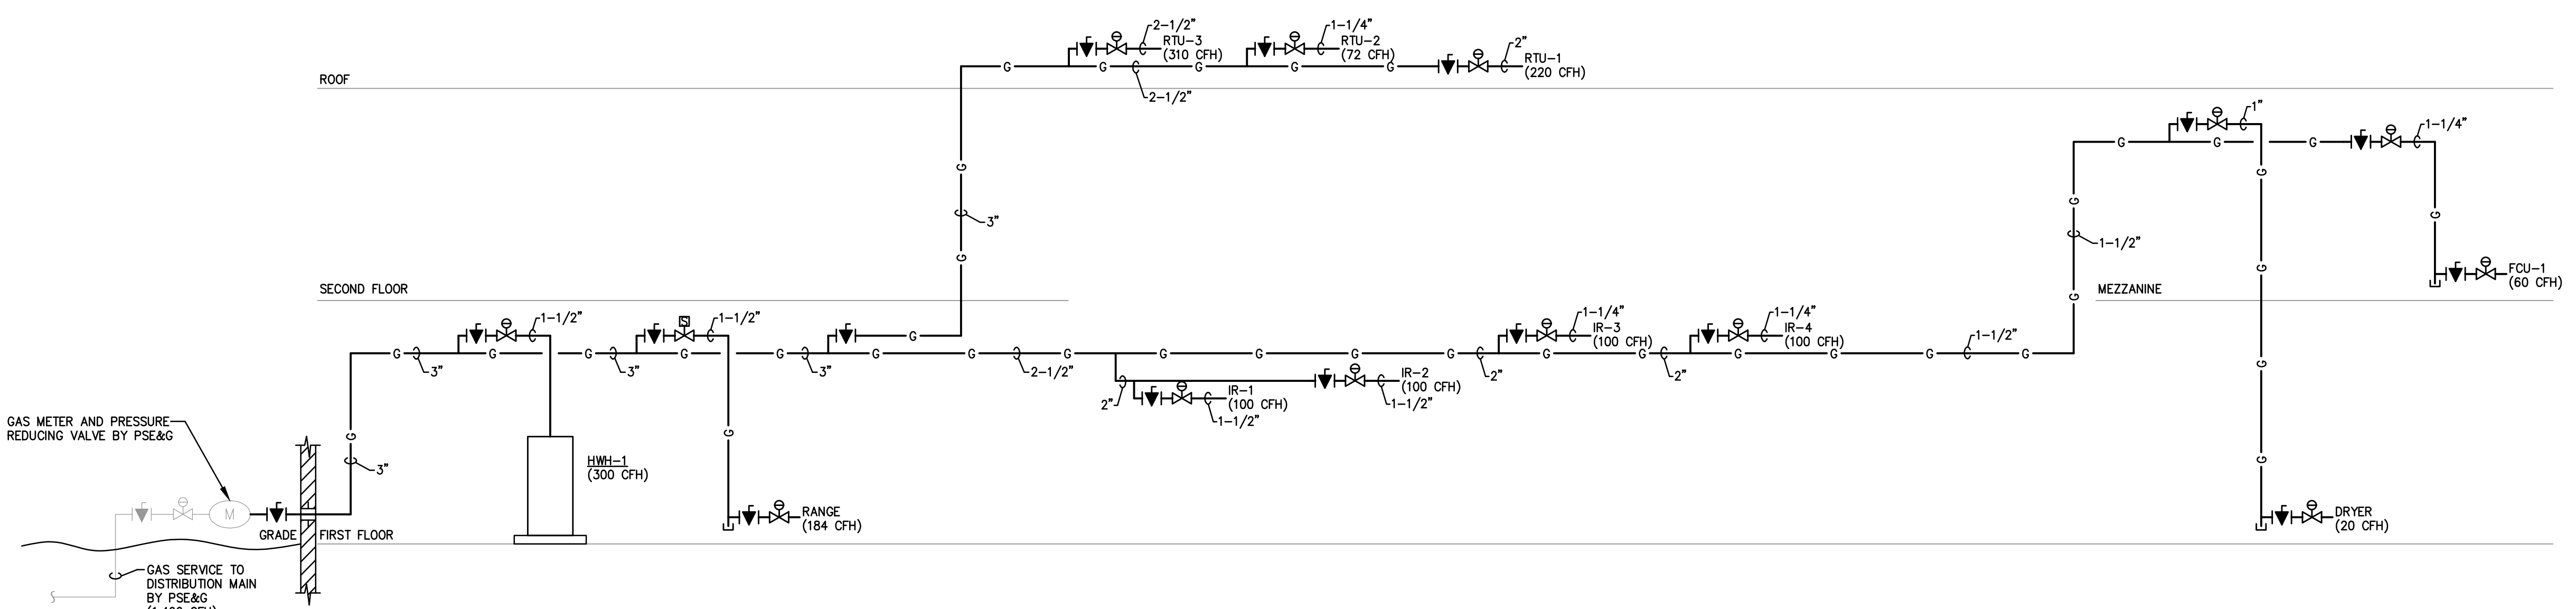 2-1/2"
RTU-3
(310 CFH)
1-1/4"
RTU-2
(72 CFH)
2"
RTU-1
(220 CFH)
G G G G G
2-1/2"
ROOF
1"
1-1/4"
G G G
G
G
3"
G
G
G
1-1/2"
G
G
G
FCU-1
(60 CFH)
SECOND FLOOR
MEZZANINE
G
1-1/2"
S
1-1/2"
G
1-1/4"
IR-3
(100 CFH)
1-1/4"
IR-4
(100 CFH)
1-1/2"
G G G G G G G G G G G G G G G G G G
3"
3"
3"
2-1/2"
2"
2"
2"
IR-1
(100 CFH)
1-1/2"
IR-2
(100 CFH)
1-1/2"
G
GAS METER AND PRESSURE
REDUCING VALVE BY PSE&G
G
3"
HWH-1
(300 CFH)
G
G
M
RANGE
(184 CFH)
DRYER
(20 CFH)
GRADE
FIRST FLOOR
GAS SERVICE TO
DISTRIBUTION MAIN
BY PSE&G